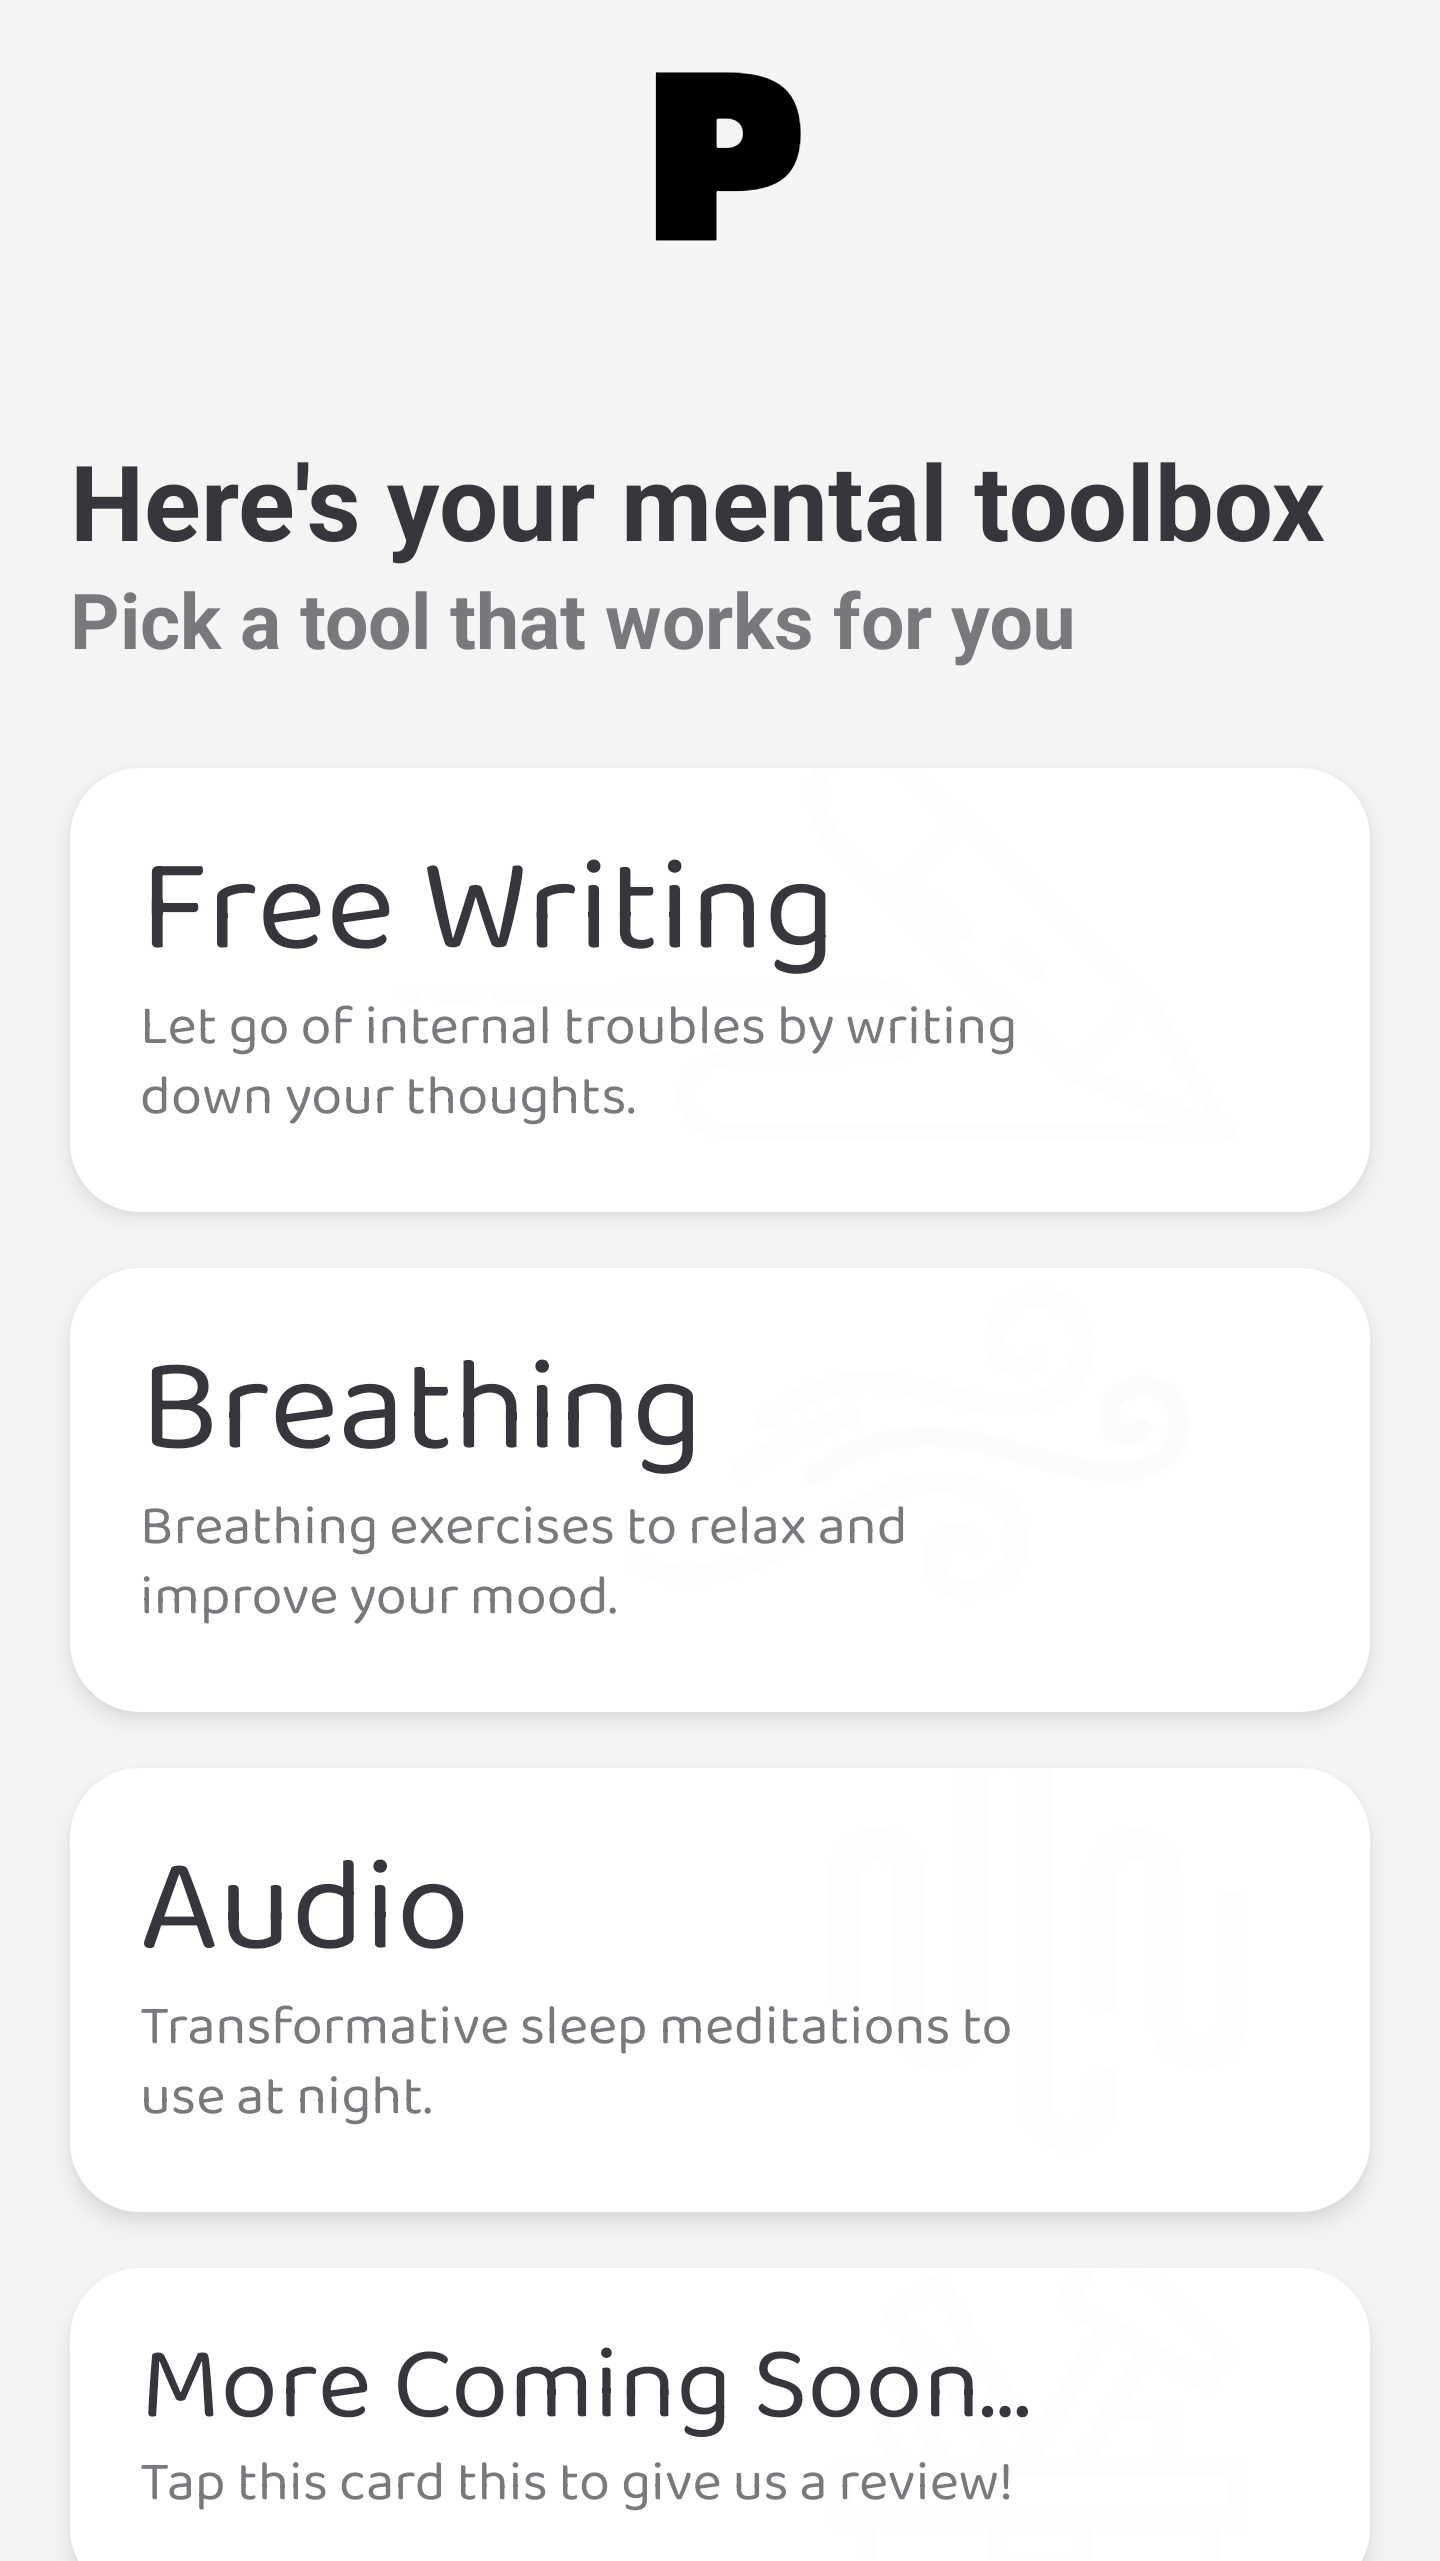 P
Here's your mental toolbox
Pick a tool that works for you
Free Writing
Let go of internal troubles by writing
down your thoughts.
Breathing
Breathing exercises to relax and
improve your mood.
Audio
Transformative sleep meditations to
use at night.
More Coming Soon...
Tap this card this to give us a review!